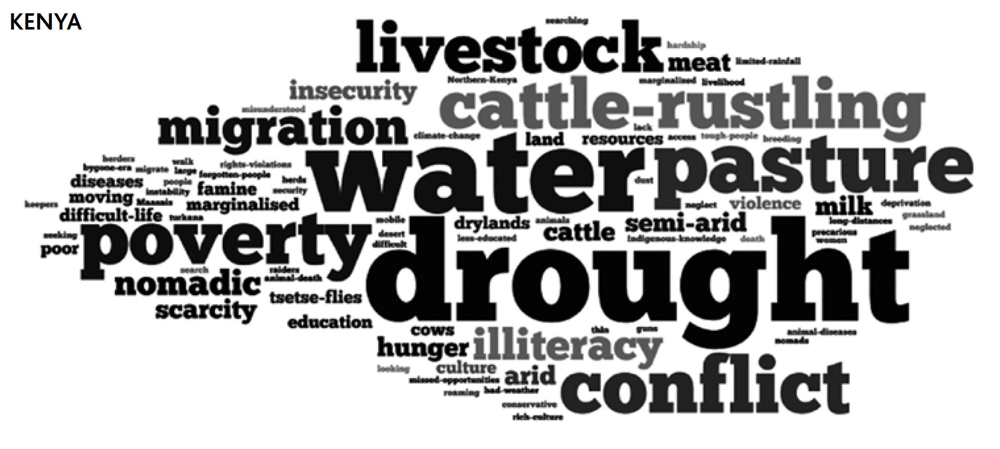 KENYA
searching
livestock
hardship
meat
limited-rainfall
Northern-Kenya
marginalized
livelihood
insecurity
cattle-rustling
misunderstood
migration
lack
climate-change
land
resources
access
tough-people
breeding
water
pasture
herders
walk
rights-violations
bygone-era
migrate
large
forgotten-people
diseases
people
herds
dust
instability
famine
security
moving
Maasais
marginalised
keepers
neglect
violence
milk
deprivation
difficult-life
turkana
mobile
drylands
animals
semi-arid
long-distances
grassland
poverty
cattle
neglected
seeking
desert
less-educated
indigenous-knowledge
death
precarious
women
poor
difficult
drought
search
raiders
nomadic
animal-death
tsetse-flies
scarcity
education
cows
thin
guns
animal-diseases
hunger
illiteracy
nomads
looking
culture
missed-opportunities
arid
conflict
roaming
bad-weather
conservative
rich-culture